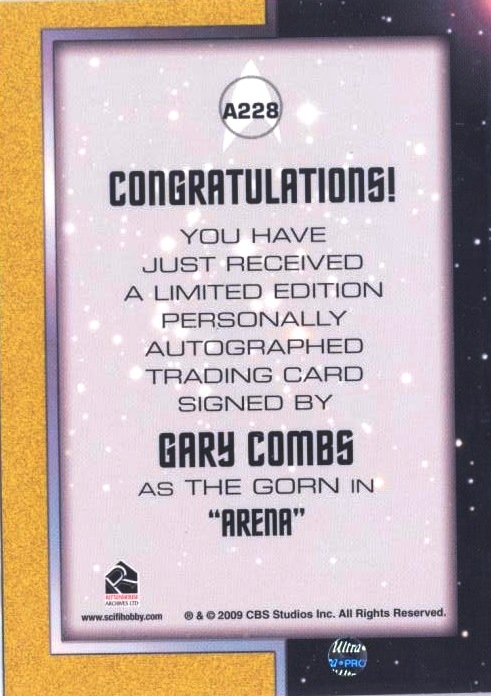 A228
CONGRATULATIONS!
YOU HAVE
JUST RECEIVED
A LIMITED EDITION
PERSONALLY
AUTOGRAPHED
TRADING CARD
SIGNED BY
GARY COMBS
AS THE GORN IN
"ARENA"
RITTENHOUSE
ARCHIVES LTD
www.scifihobby.com
® & © 2009 CBS Studios Inc. All Rights Reserved.
Ultra•
PRO